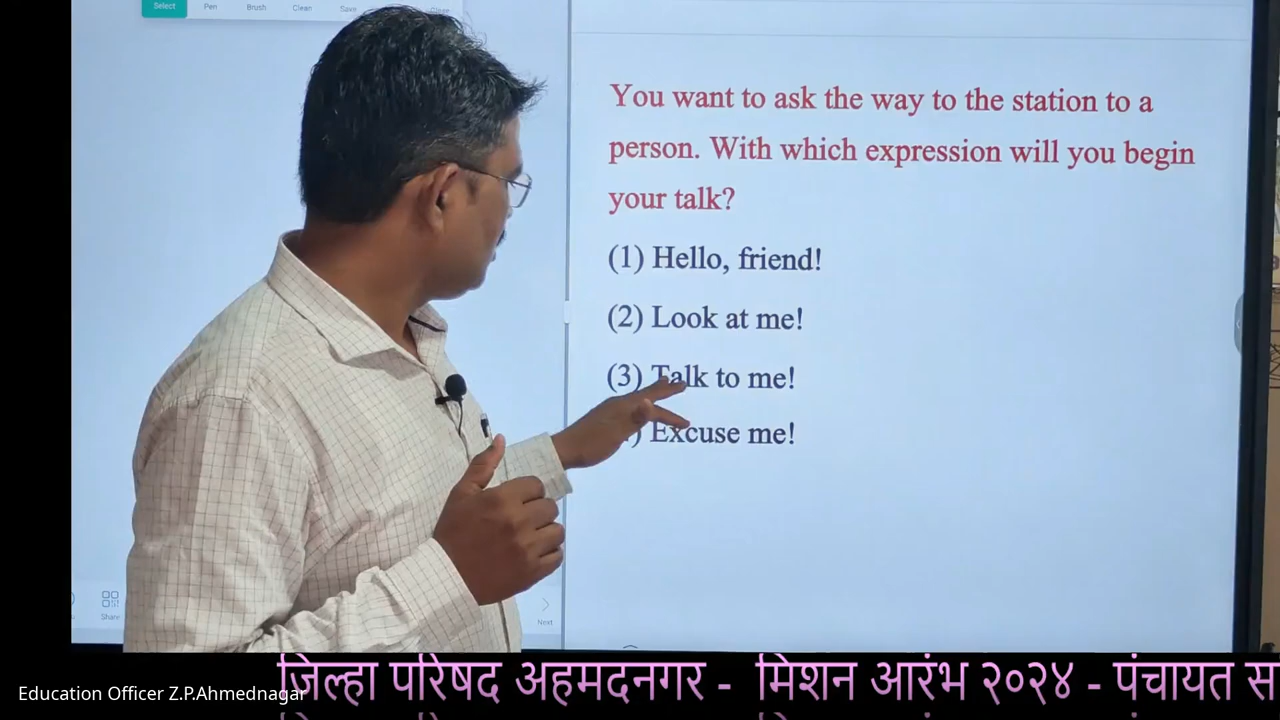 Select Pen Brush Clean Save
You want to ask the way to the station to a
person. With which expression will you begin
your talk?
(1) Hello, friend!
(2) Look at me!
(3) Talk to me!
) Excuse me!
Share
Next
जिल्हा परिषद अहमदनगर - मिशन आरंभ २०२४ - पंचायत स
Education Officer Z.P.Ahmednagar